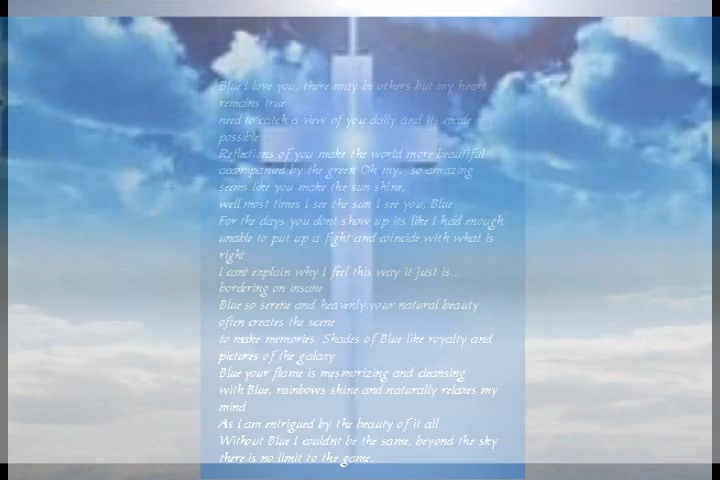 Blue I love you, there may be others but my heart
remains true
need to catch a view of you daily and its made
possible
Reflections of you make the world more beautiful
accompanied by the green Oh my, so amazing
seems like you make the sun shine,
well most times I see the sun I see you, Blue
For the days you dont show up its like I had enough
unable to put up a fight and coincide with what is
right
I cant explain why I feel this way it just is...
bordering on insane
Blue so serene and heavenly,your natural beauty
often creates the scene
to make memories. Shades of Blue like royalty and
pictures of the galaxy
Blue your flame is mesmorizing and cleansing
with Blue, rainbows shine and naturally relaxes my
mind
As I am entrigued by the beauty of it all
Without Blue I couldnt be the same, beyond the sky
there is no limit to the game.